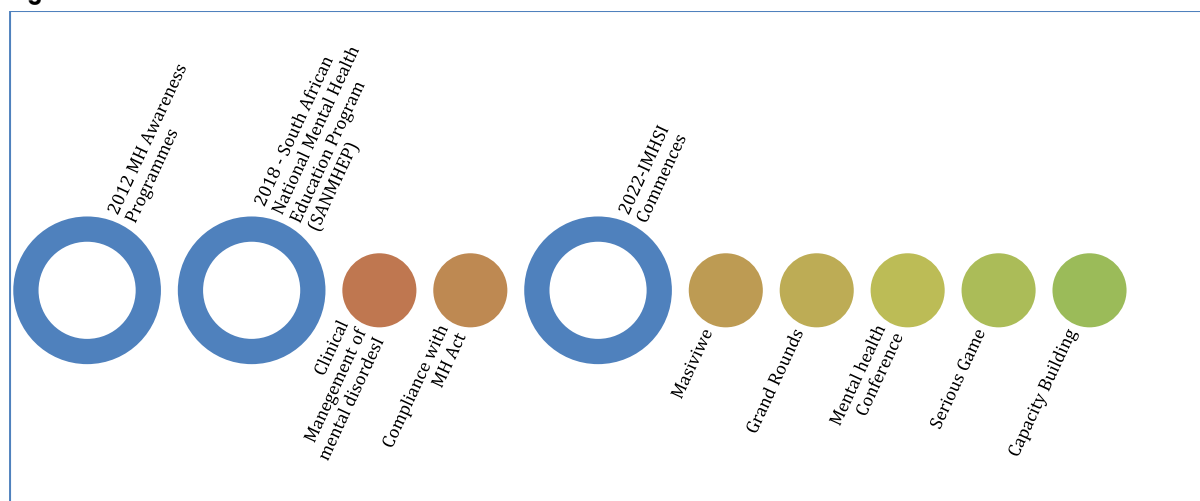 2012 MH Awareness
Programmes
2018 - South African
National Mental Health
Education Program
(SANMHEP)
Clinical
Manegement of
mental disordesl
Compliance with
MH Act
2022-IMHSI
Commences
Masiviwe
Grand Rounds
Mental health
Conference
Serious Game
Capacity Building